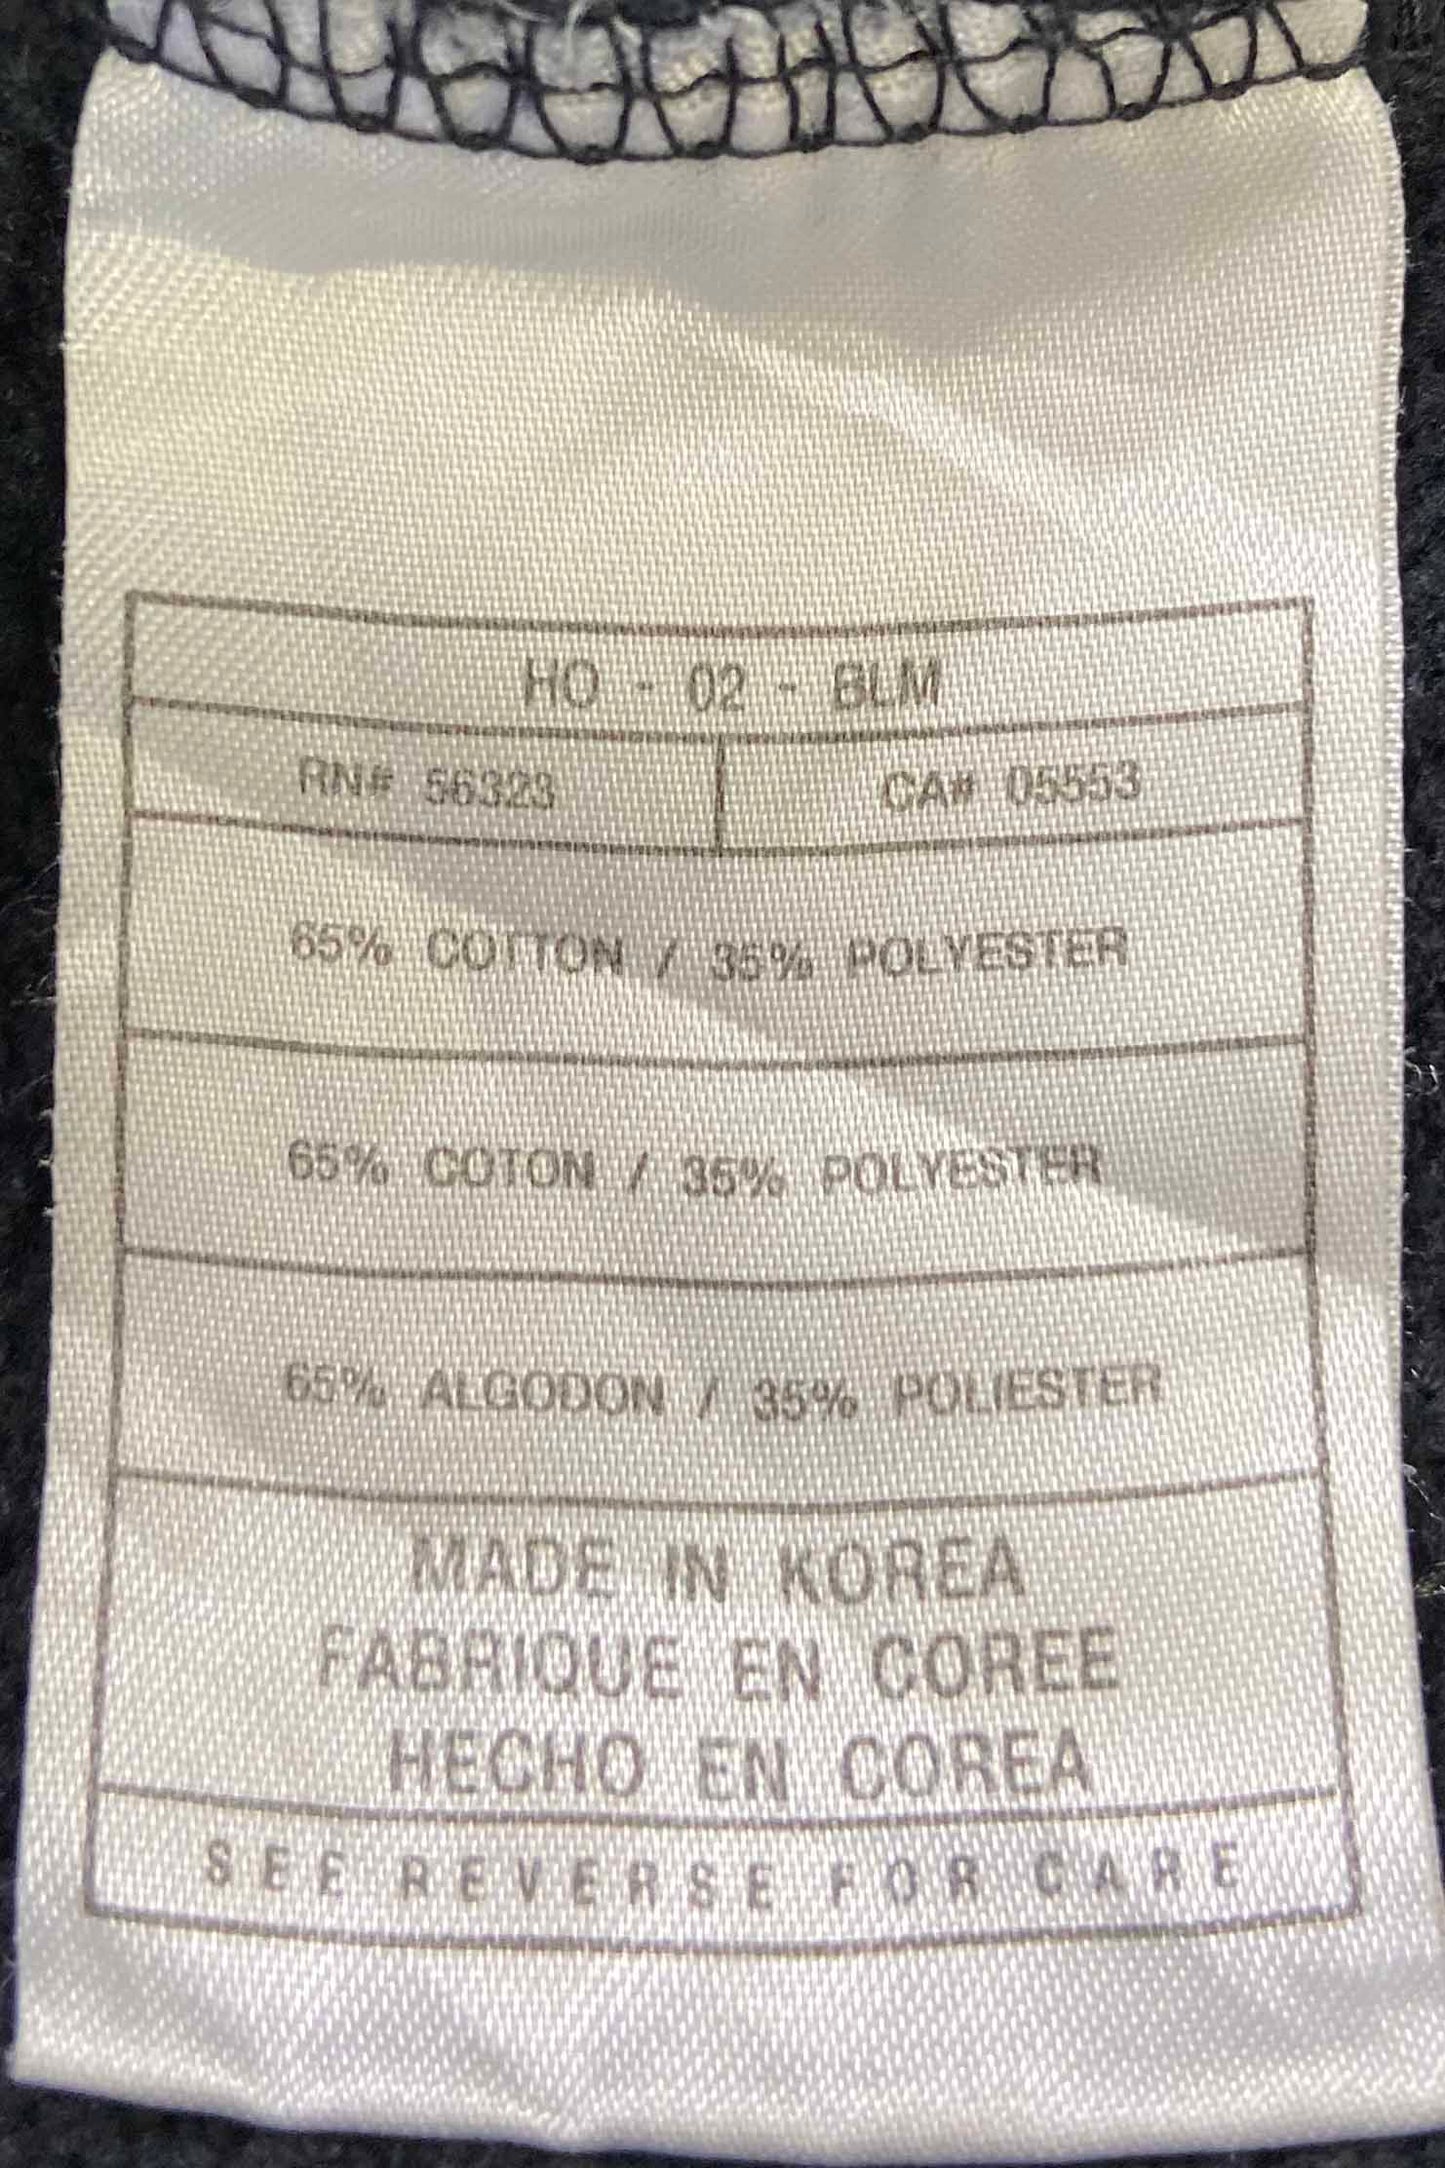 HO - 02 - BLM
RN# 56323 CA# 05553
65% COTTON / 35% POLYESTER
65% COTON / 35% POLYESTER
65% ALGODON / 35% POLIESTER
MADE IN KOREA
FABRIQUE EN COREE
HECHO EN COREA
SEE REVERSE FOR CARE